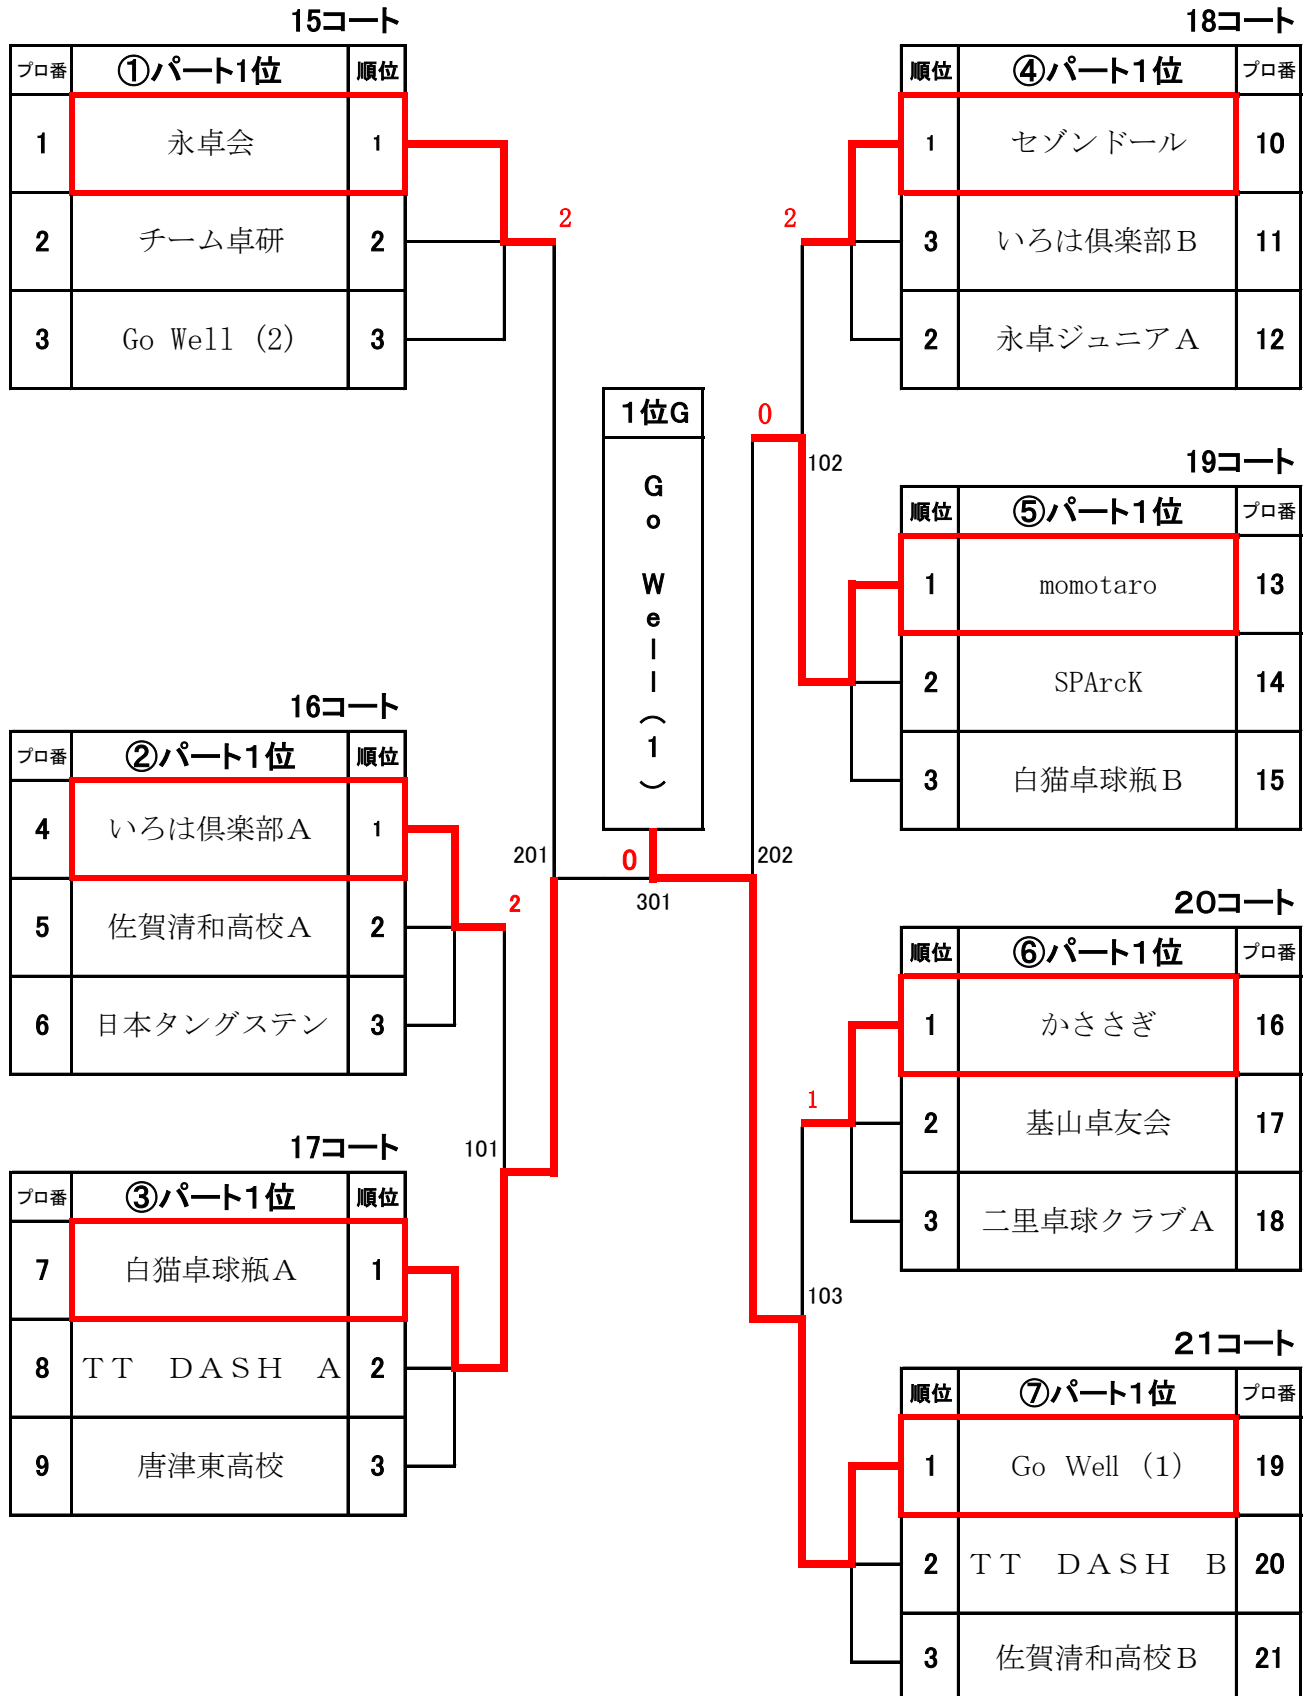 15コート
プロ番 ①パート1位 順位
1 永卓会 1
2 チーム卓研 2
3 Go Well (2) 3
2
16コート
プロ番 ②パート1位 順位
4 いろは倶楽部A 1
5 佐賀清和高校A 2
6 日本タングステン 3
2
17コート
プロ番 ③パート1位 順位
7 白猫卓球瓶A 1
8 TT DASH A 2
9 唐津東高校 3
101
201
1位G
Go Well(1)
0
301
202
0
102
103
18コート
順位 ④パート1位 プロ番
1 セゾンドール 10
3 いろは倶楽部B 11
2 永卓ジュニアA 12
2
19コート
順位 ⑤パート1位 プロ番
1 momotaro 13
2 SPArcK 14
3 白猫卓球瓶B 15
20コート
順位 ⑥パート1位 プロ番
1 かささぎ 16
2 基山卓友会 17
3 二里卓球クラブA 18
1
21コート
順位 ⑦パート1位 プロ番
1 Go Well (1) 19
2 TT DASH B 20
3 佐賀清和高校B 21